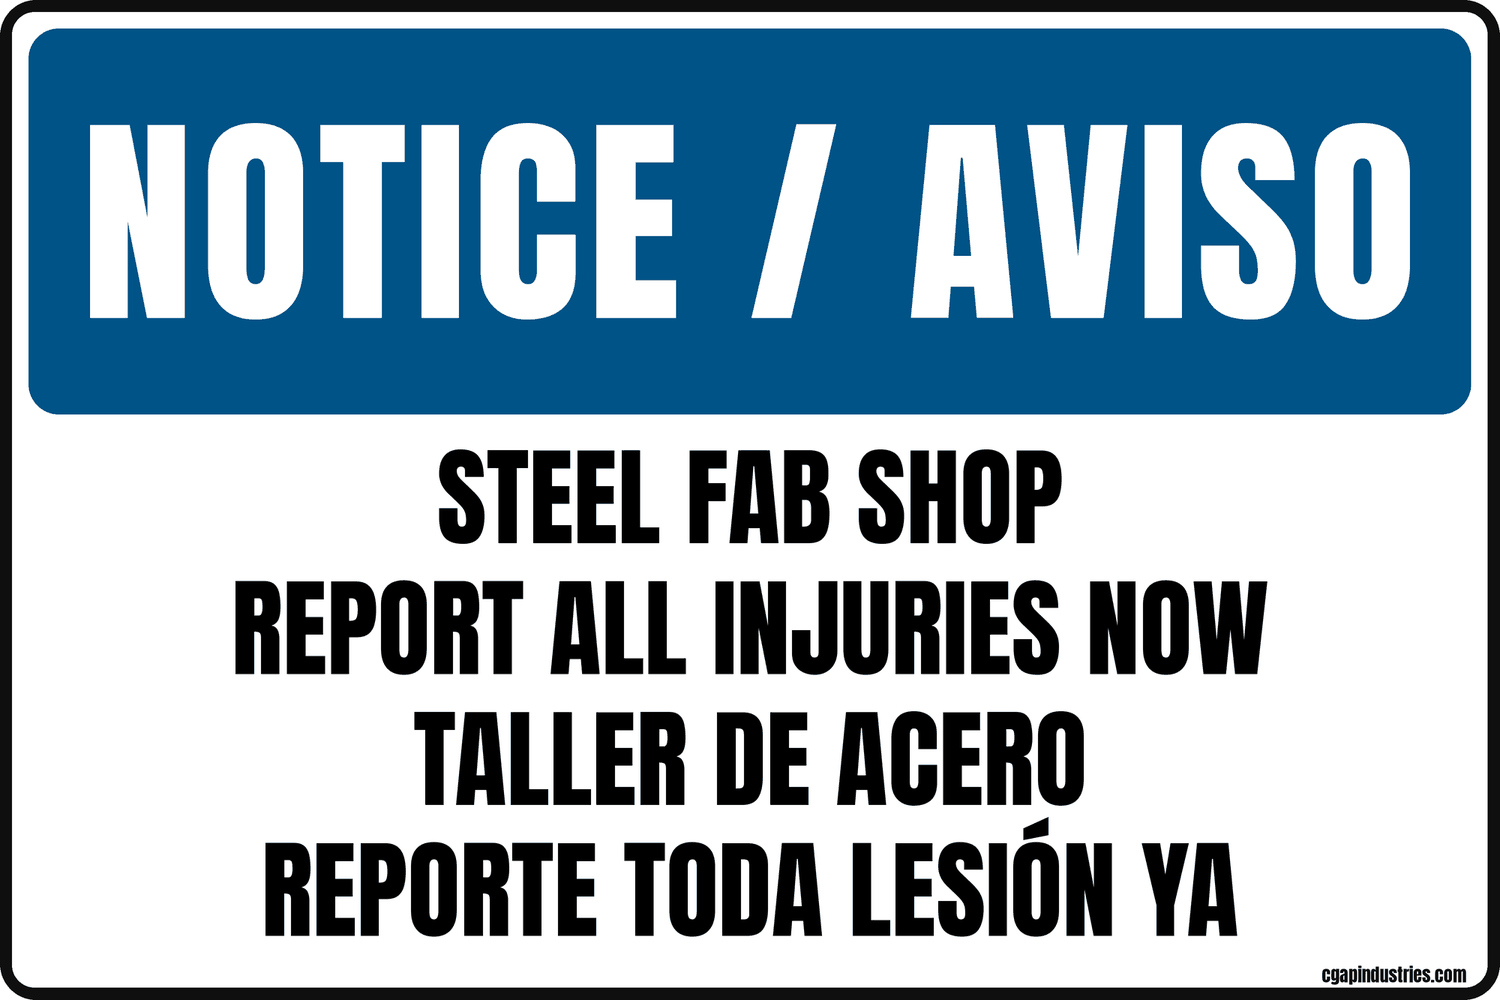 NOTICE / AVISO
STEEL FAB SHOP
REPORT ALL INJURIES NOW
TALLER DE ACERO
REPORTE TODA LESIÓN YA
cgapindustries.com